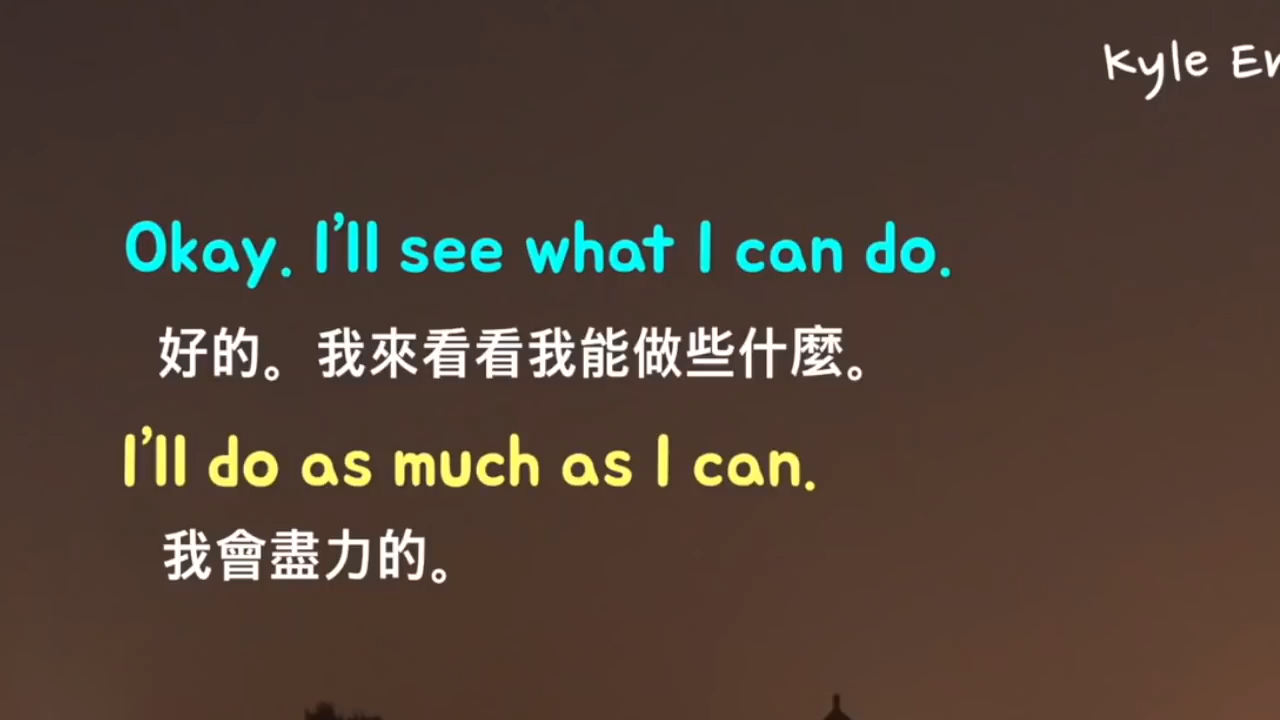 Kyle
Okay. I'll see what I can do.
好的。我來看看我能做些什麼。
I'll do as much as I can.
我會盡力的。